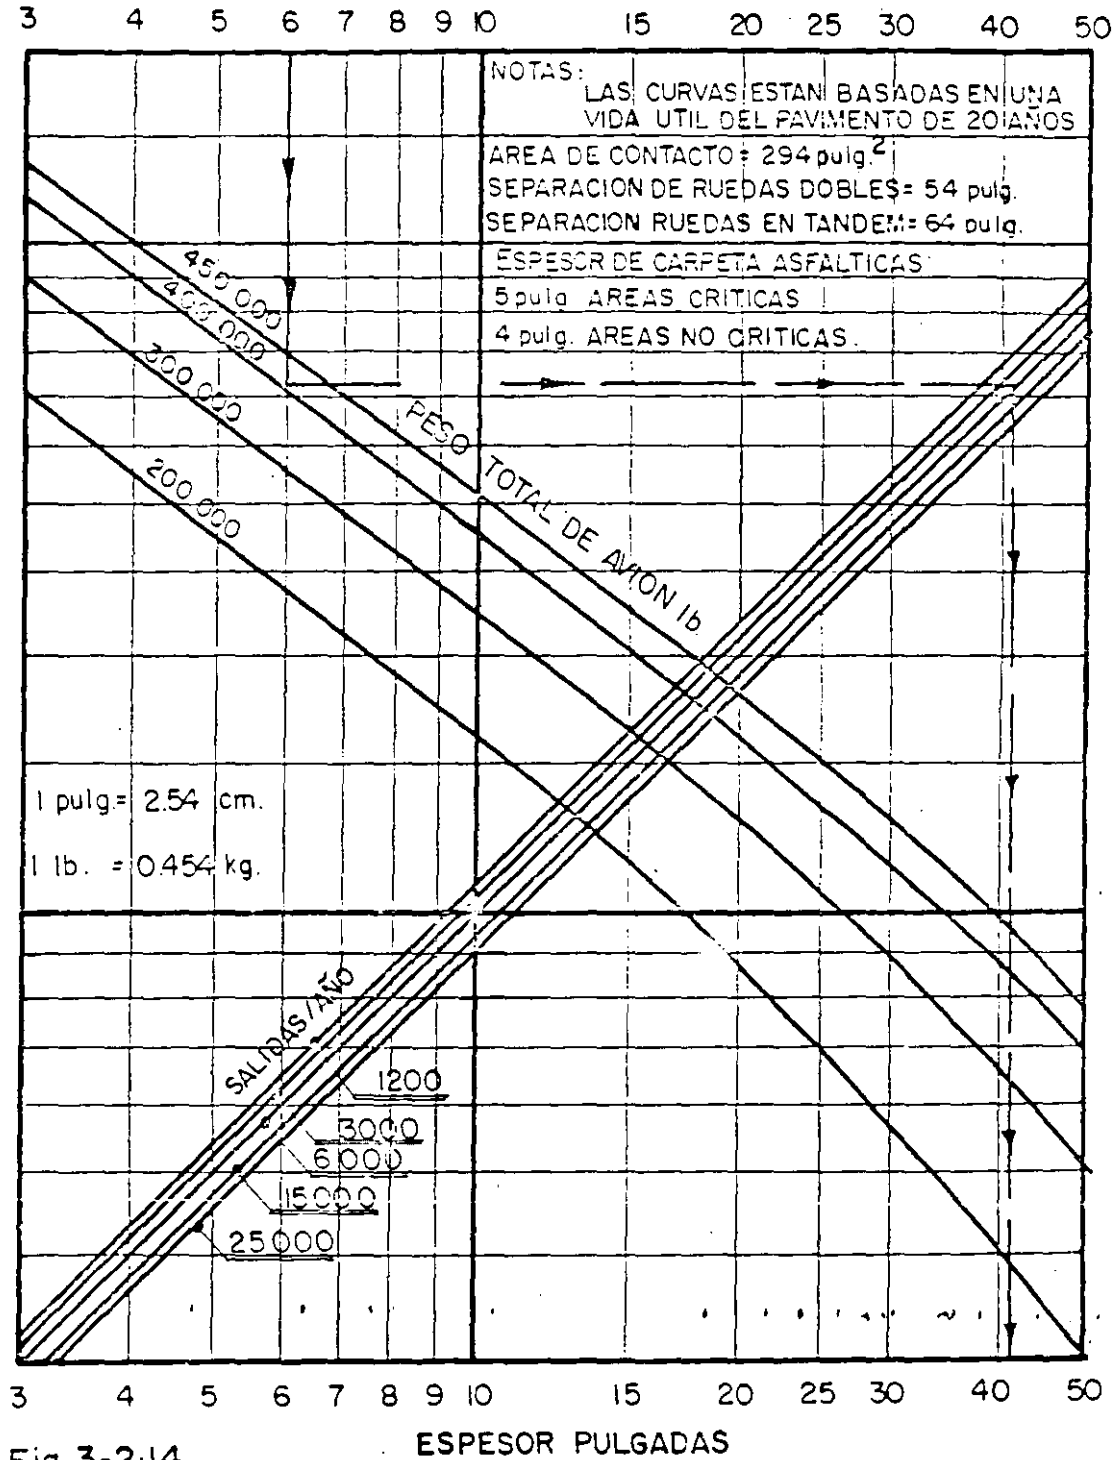 3 4 5 6 7 8 9 10 15 20 25 30 40 50
NOTAS:
LAS CURVAS ESTAN BASADAS EN UNA
VIDA UTIL DEL PAVIMENTO DE 20 AÑOS
AREA DE CONTACTO = 294 pulg.²
SEPARACION DE RUEDAS DOBLES = 54 pulg.
SEPARACION RUEDAS EN TANDEM = 64 pulg.
ESPESOR DE CARPETA ASFALTICAS
5 pulg AREAS CRITICAS
4 pulg. AREAS NO CRITICAS.
450 000
400 000
300 000
200 000
PESO TOTAL DE AVION lb
1 pulg = 2.54 cm.
1 lb. = 0.454 kg.
SALIDAS/AÑO
1200
3000
6000
15000
25000
3 4 5 6 7 8 9 10 15 20 25 30 40 50
ESPESOR PULGADAS
Fig. 3-2.14